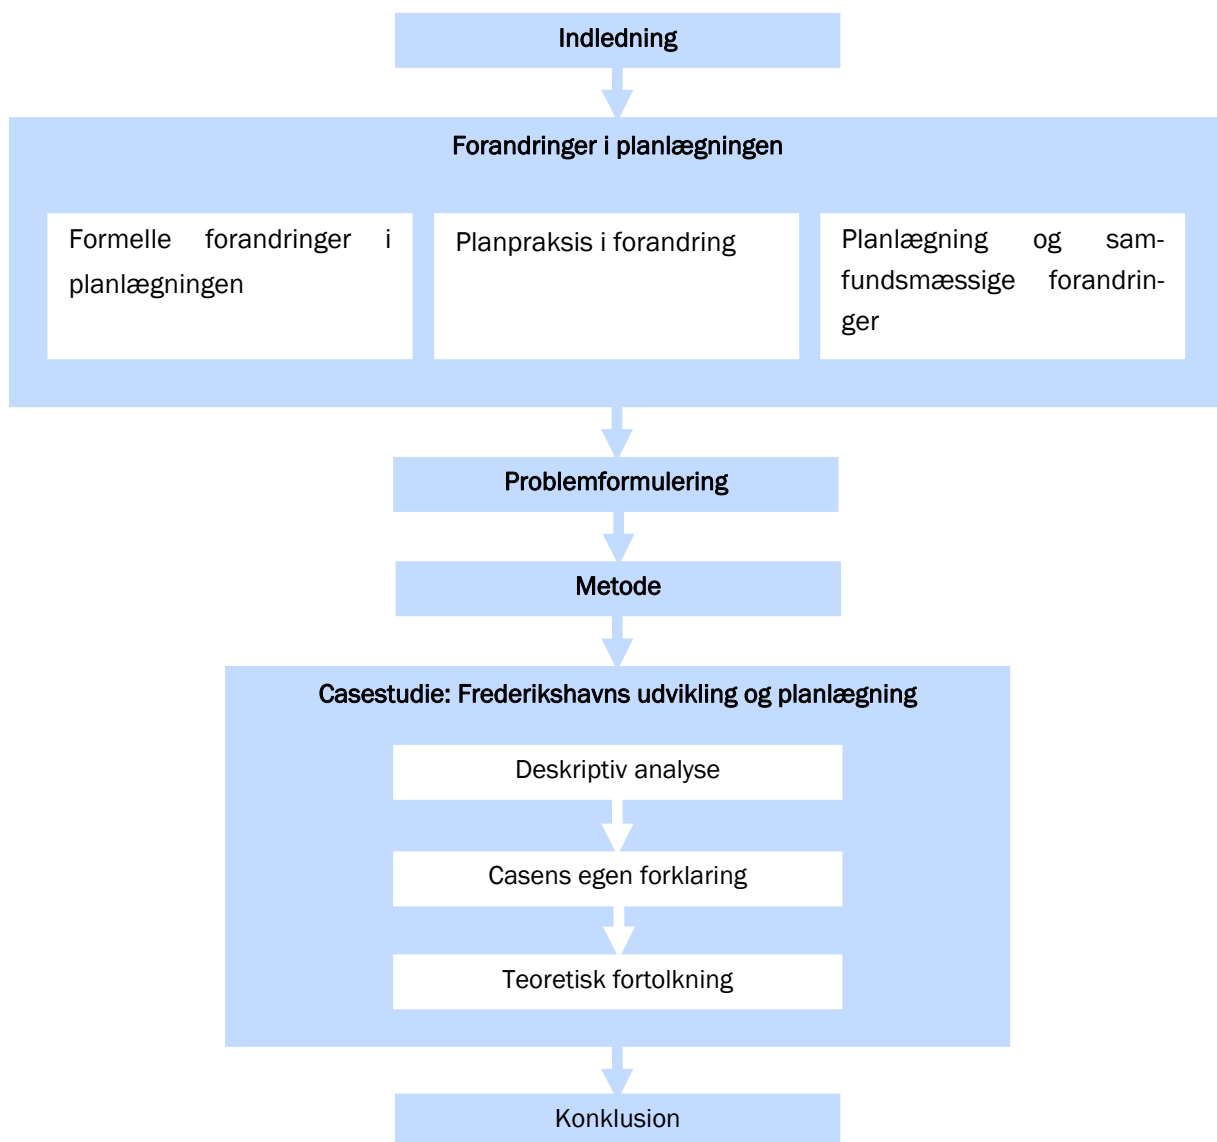 Indledning
Forandringer i planlægningen
Formelle forandringer i
planlægningen
Planpraksis i forandring
Planlægning og sam-
fundsmæssige forandrin-
ger
Problemformulering
Metode
Casestudie: Frederikshavns udvikling og planlægning
Deskriptiv analyse
Casens egen forklaring
Teoretisk fortolkning
Konklusion